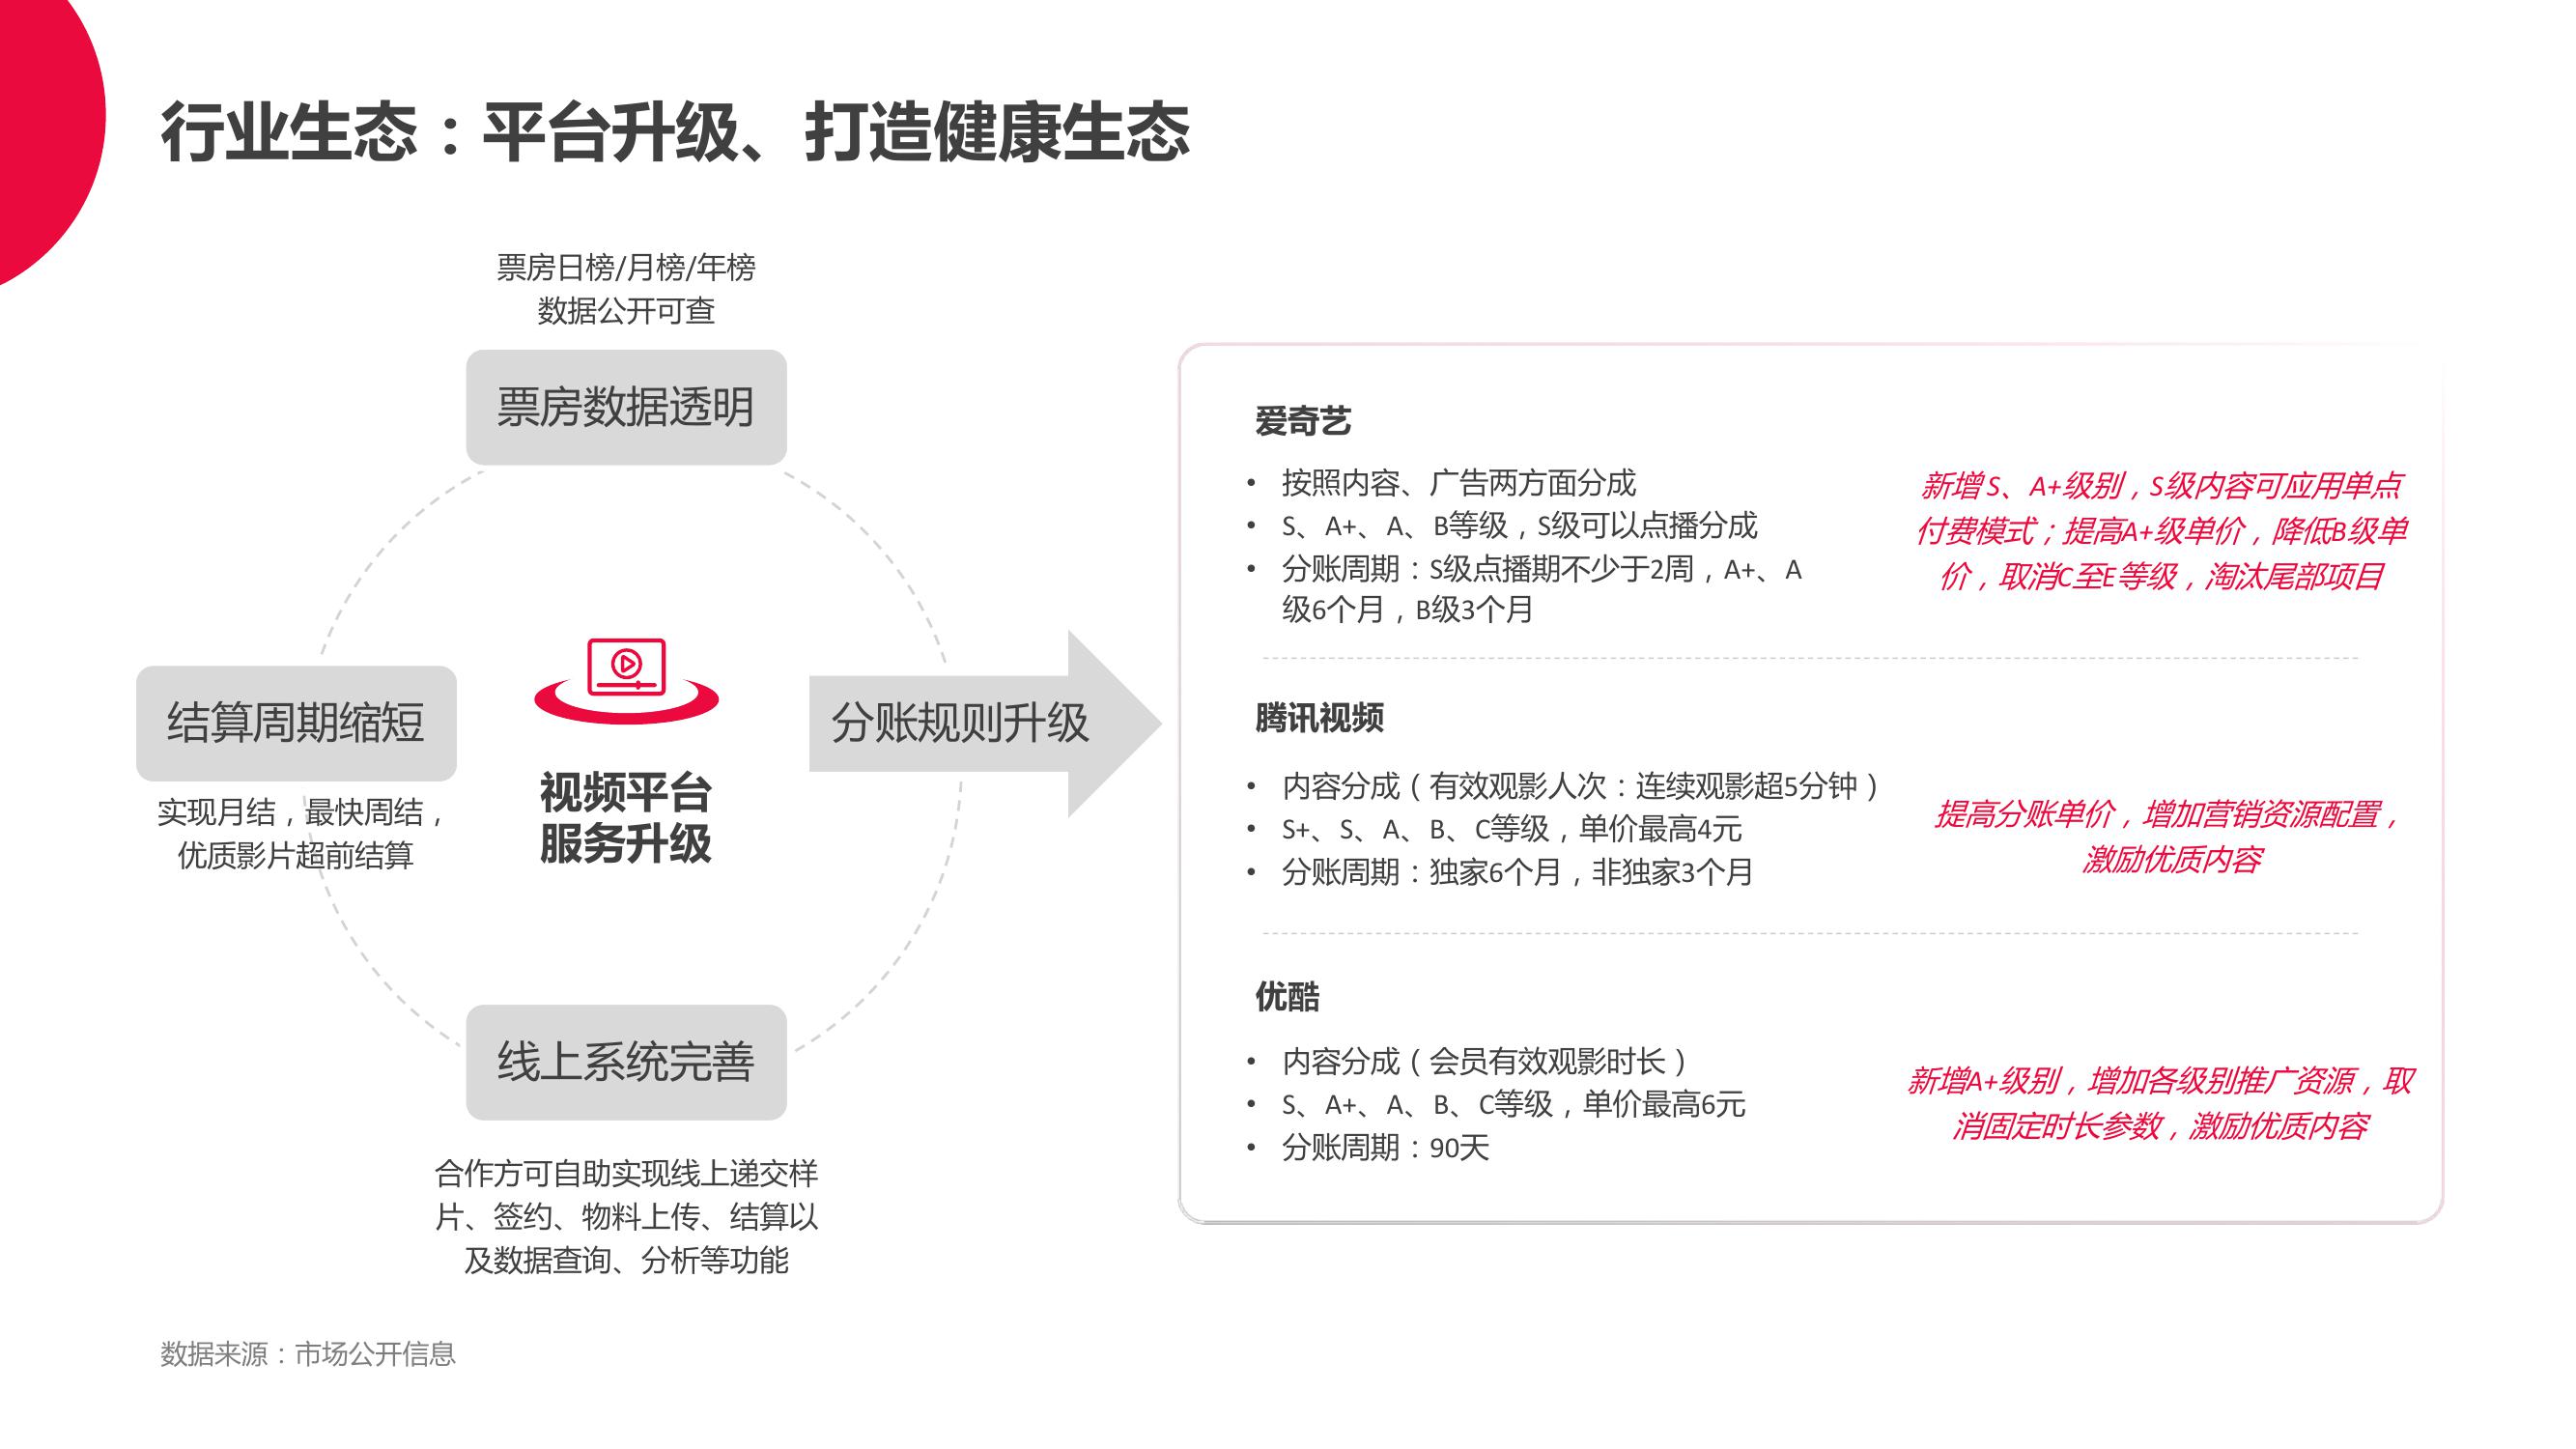 行业生态：平台升级、打造健康生态
票房日榜/月榜/年榜
数据公开可查
票房数据透明
结算周期缩短
实现月结，最快周结，
优质影片超前结算
视频平台
服务升级
分账规则升级
线上系统完善
合作方可自助实现线上递交样
片、签约、物料上传、结算以
及数据查询、分析等功能
爱奇艺
• 按照内容、广告两方面分成
• S、A+、A、B等级，S级可以点播分成
• 分账周期：S级点播期不少于2周，A+、A
级6个月，B级3个月
新增 S、A+级别，S级内容可应用单点
付费模式；提高A+级单价，降低B级单
价，取消C至E等级，淘汰尾部项目
腾讯视频
• 内容分成（有效观影人次：连续观影超5分钟）
• S+、S、A、B、C等级，单价最高4元
• 分账周期：独家6个月，非独家3个月
提高分账单价，增加营销资源配置，
激励优质内容
优酷
• 内容分成（会员有效观影时长）
• S、A+、A、B、C等级，单价最高6元
• 分账周期：90天
新增A+级别，增加各级别推广资源，取
消固定时长参数，激励优质内容
数据来源：市场公开信息